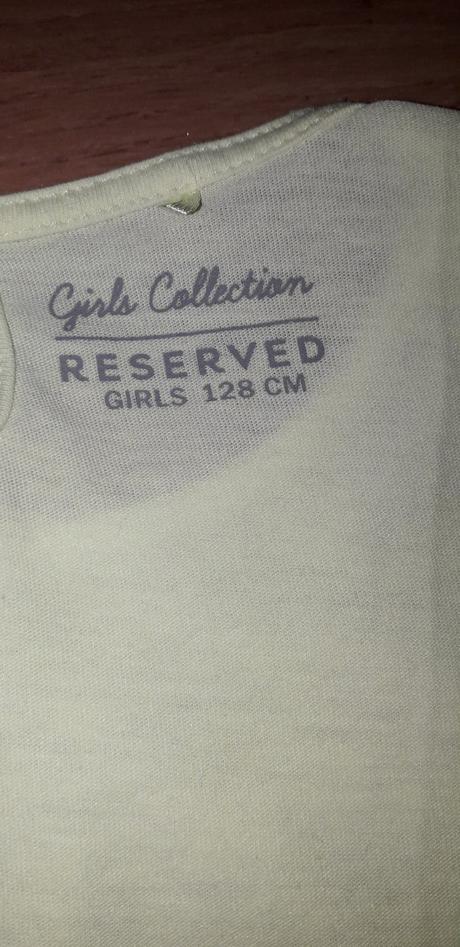 Girls Collection
RESERVED
GIRLS 128 CM